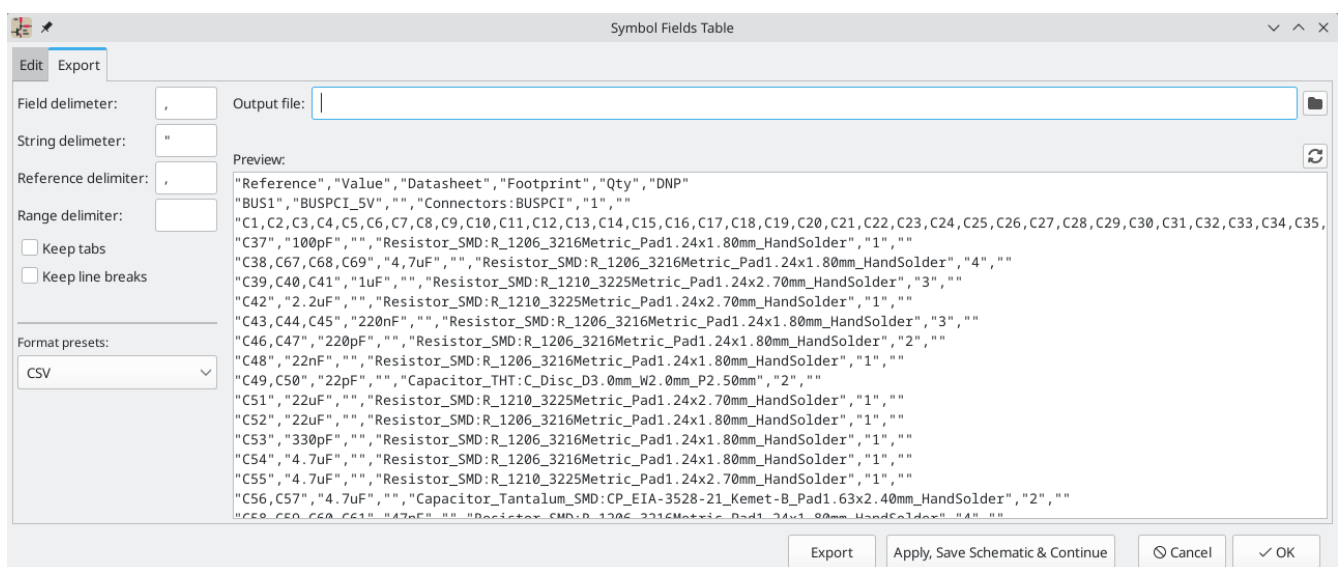 Symbol Fields Table
Edit Export
Field delimeter: ,
Output file:
String delimeter: "
Reference delimiter: ,
Range delimiter:
Keep tabs
Keep line breaks
Format presets:
CSV
Preview:
"Reference","Value","Datasheet","Footprint","Qty","DNP"
"BUS1","BUSPCI_5V","","Connectors:BUSPCI","1",""
"C1,C2,C3,C4,C5,C6,C7,C8,C9,C10,C11,C12,C13,C14,C15,C16,C17,C18,C19,C20,C21,C22,C23,C24,C25,C26,C27,C28,C29,C30,C31,C32,C33,C34,C35,
"C37","100pF","","Resistor_SMD:R_1206_3216Metric_Pad1.24x1.80mm_HandSolder","1",""
"C38,C67,C68,C69","4,7uF","","Resistor_SMD:R_1206_3216Metric_Pad1.24x1.80mm_HandSolder","4",""
"C39,C40,C41","1uF","","Resistor_SMD:R_1210_3225Metric_Pad1.24x2.70mm_HandSolder","3",""
"C42","2.2uF","","Resistor_SMD:R_1210_3225Metric_Pad1.24x2.70mm_HandSolder","1",""
"C43,C44,C45","220nF","","Resistor_SMD:R_1206_3216Metric_Pad1.24x1.80mm_HandSolder","3",""
"C46,C47","220pF","","Resistor_SMD:R_1206_3216Metric_Pad1.24x1.80mm_HandSolder","2",""
"C48","22nF","","Resistor_SMD:R_1206_3216Metric_Pad1.24x1.80mm_HandSolder","1",""
"C49,C50","22pF","","Capacitor_THT:C_Disc_D3.0mm_W2.0mm_P2.50mm","2",""
"C51","22uF","","Resistor_SMD:R_1210_3225Metric_Pad1.24x2.70mm_HandSolder","1",""
"C52","22uF","","Resistor_SMD:R_1206_3216Metric_Pad1.24x1.80mm_HandSolder","1",""
"C53","330pF","","Resistor_SMD:R_1206_3216Metric_Pad1.24x1.80mm_HandSolder","1",""
"C54","4.7uF","","Resistor_SMD:R_1206_3216Metric_Pad1.24x1.80mm_HandSolder","1",""
"C55","4.7uF","","Resistor_SMD:R_1210_3225Metric_Pad1.24x2.70mm_HandSolder","1",""
"C56,C57","4.7uF","","Capacitor_Tantalum_SMD:CP_EIA-3528-21_Kemet-B_Pad1.63x2.40mm_HandSolder","2",""
"C58,C59,C60,C61","47nF","","Resistor_SMD:R_1206_3216Metric_Pad1.24x1.80mm_HandSolder","4",""
Export Apply, Save Schematic & Continue Cancel OK